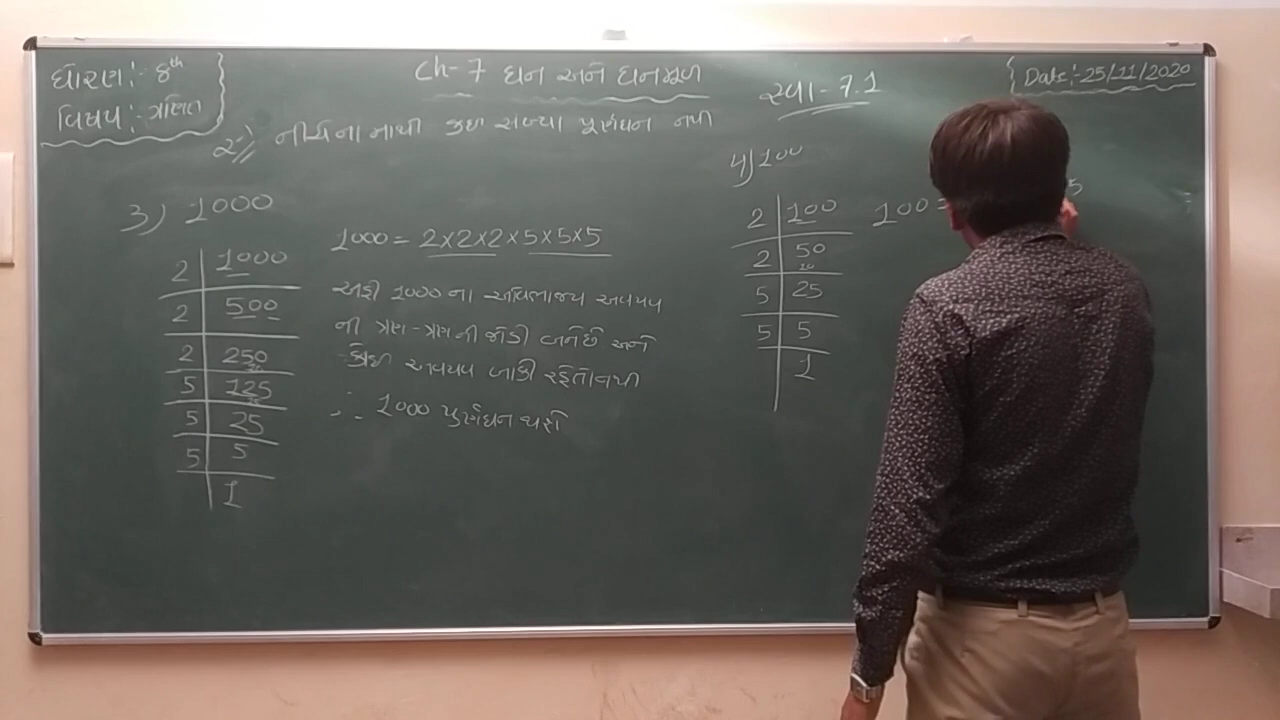 ધોરણ:- 8th
વિષય:- ગણિત
Ch-7 ઘન અને ઘનમૂળ
સ્વા-7.1
Date:-25/11/2020
નીચેનામાંથી કઇ સંખ્યા પૂર્ણઘન નથી
3) 1000
2 | 1000
2 | 500
2 | 250
5 | 125
5 | 25
5 | 5
1
1000 = 2×2×2×5×5×5
અહીં 1000 ના અવિભાજ્ય અવયવ
ની ત્રણ-ત્રણ ની જોડી બને છે અને
કોઈ અવયવ બાકી રહેતો નથી
∴ 1000 પુર્ણઘન થશે
4) 100
2 | 100
2 | 50
5 | 25
5 | 5
1
100 =
5